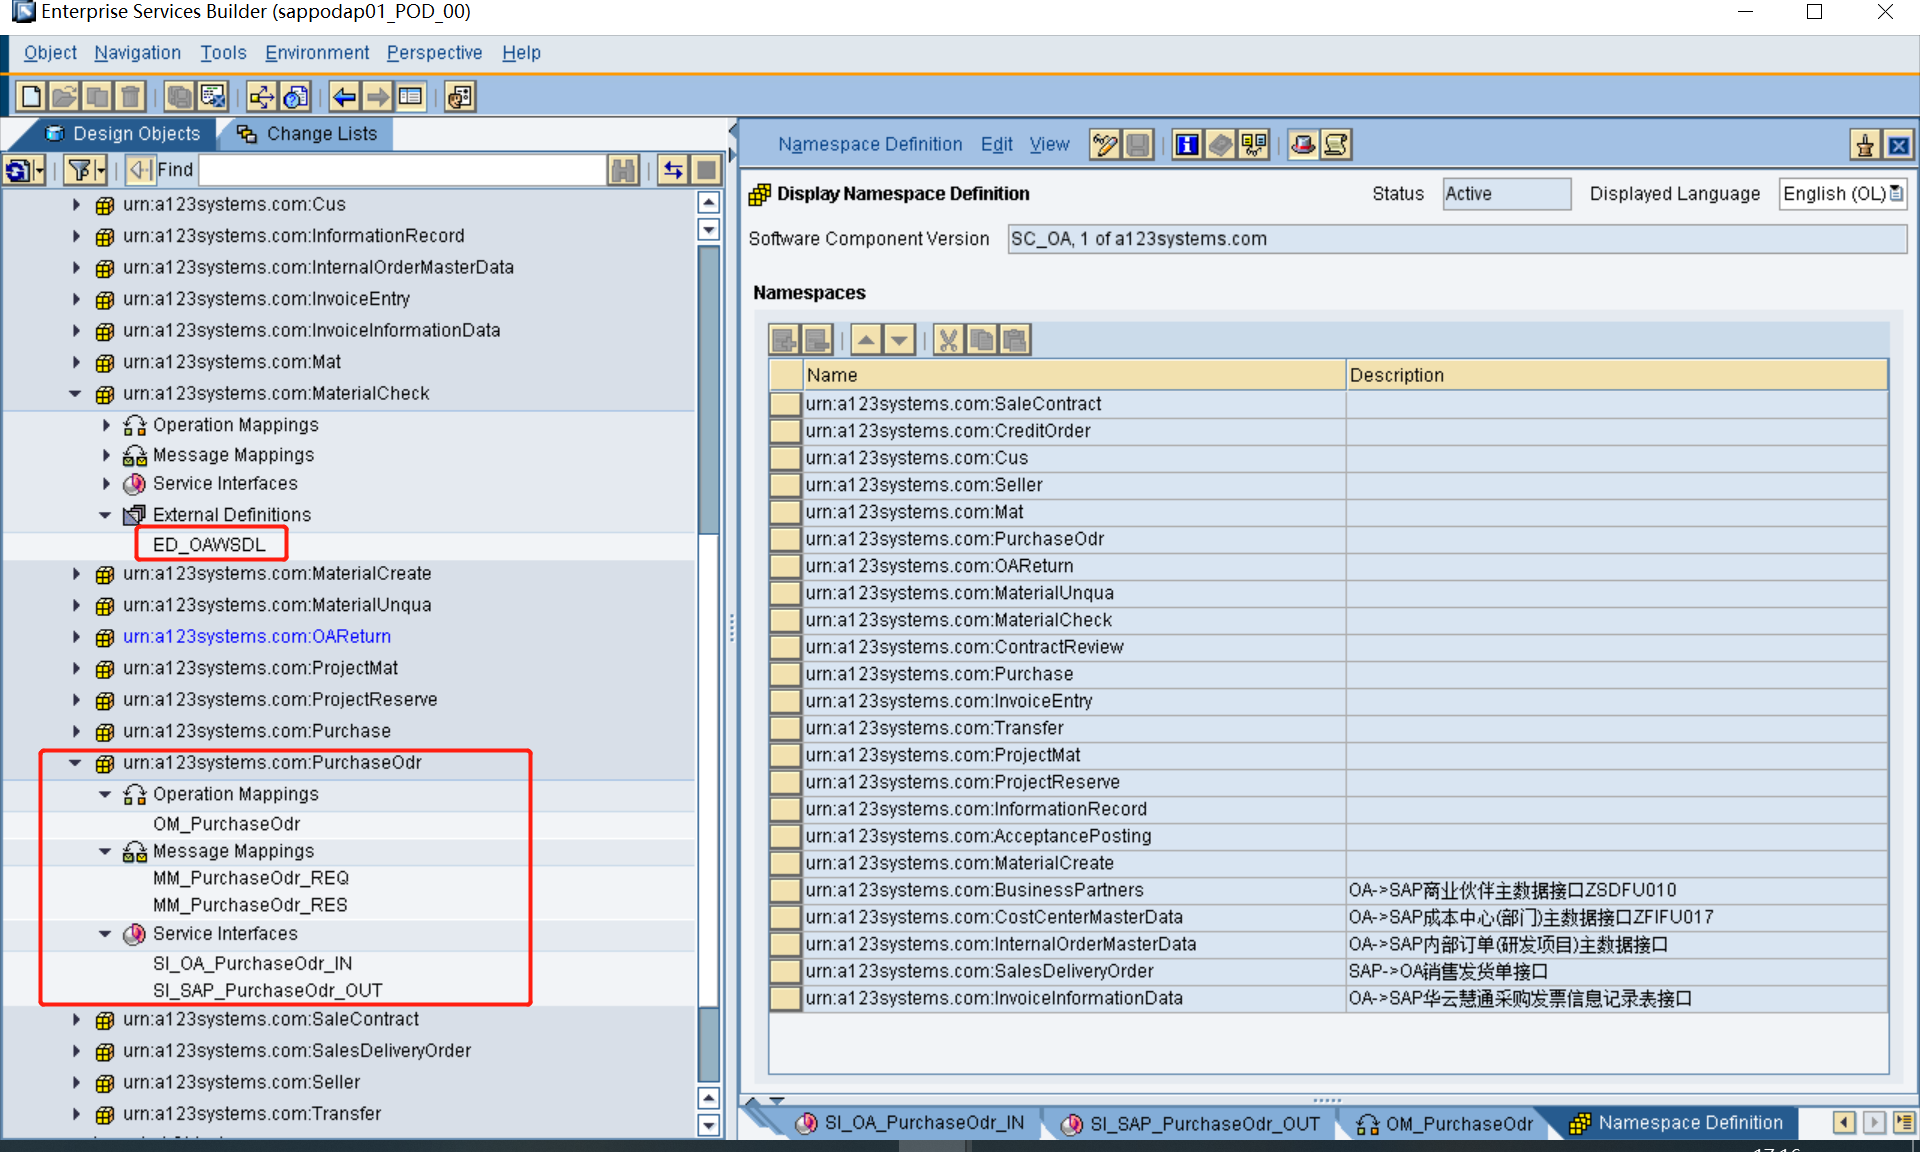 Enterprise Services Builder (sappodap01_POD_00)
Object Navigation Tools Environment Perspective Help
Design Objects Change Lists
Find
urn:a123systems.com:Cus
urn:a123systems.com:InformationRecord
urn:a123systems.com:InternalOrderMasterData
urn:a123systems.com:InvoiceEntry
urn:a123systems.com:InvoiceInformationData
urn:a123systems.com:Mat
urn:a123systems.com:MaterialCheck
Operation Mappings
Message Mappings
Service Interfaces
External Definitions
ED_OAWSDL
urn:a123systems.com:MaterialCreate
urn:a123systems.com:MaterialUnqua
urn:a123systems.com:OAReturn
urn:a123systems.com:ProjectMat
urn:a123systems.com:ProjectReserve
urn:a123systems.com:Purchase
urn:a123systems.com:PurchaseOdr
Operation Mappings
OM_PurchaseOdr
Message Mappings
MM_PurchaseOdr_REQ
MM_PurchaseOdr_RES
Service Interfaces
SI_OA_PurchaseOdr_IN
SI_SAP_PurchaseOdr_OUT
urn:a123systems.com:SaleContract
urn:a123systems.com:SalesDeliveryOrder
urn:a123systems.com:Seller
urn:a123systems.com:Transfer
Namespace Definition Edit View
Display Namespace Definition Status Active Displayed Language English (OL)
Software Component Version SC_OA, 1 of a123systems.com
Namespaces
Name Description
urn:a123systems.com:SaleContract
urn:a123systems.com:CreditOrder
urn:a123systems.com:Cus
urn:a123systems.com:Seller
urn:a123systems.com:Mat
urn:a123systems.com:PurchaseOdr
urn:a123systems.com:OAReturn
urn:a123systems.com:MaterialUnqua
urn:a123systems.com:MaterialCheck
urn:a123systems.com:ContractReview
urn:a123systems.com:Purchase
urn:a123systems.com:InvoiceEntry
urn:a123systems.com:Transfer
urn:a123systems.com:ProjectMat
urn:a123systems.com:ProjectReserve
urn:a123systems.com:InformationRecord
urn:a123systems.com:AcceptancePosting
urn:a123systems.com:MaterialCreate
urn:a123systems.com:BusinessPartners OA->SAP商业伙伴主数据接口ZSDFU010
urn:a123systems.com:CostCenterMasterData OA->SAP成本中心(部门)主数据接口ZFIFU017
urn:a123systems.com:InternalOrderMasterData OA->SAP内部订单(研发项目)主数据接口
urn:a123systems.com:SalesDeliveryOrder SAP->OA销售发货单接口
urn:a123systems.com:InvoiceInformationData OA->SAP华云慧通采购发票信息记录表接口
SI_OA_PurchaseOdr_IN SI_SAP_PurchaseOdr_OUT OM_PurchaseOdr Namespace Definition